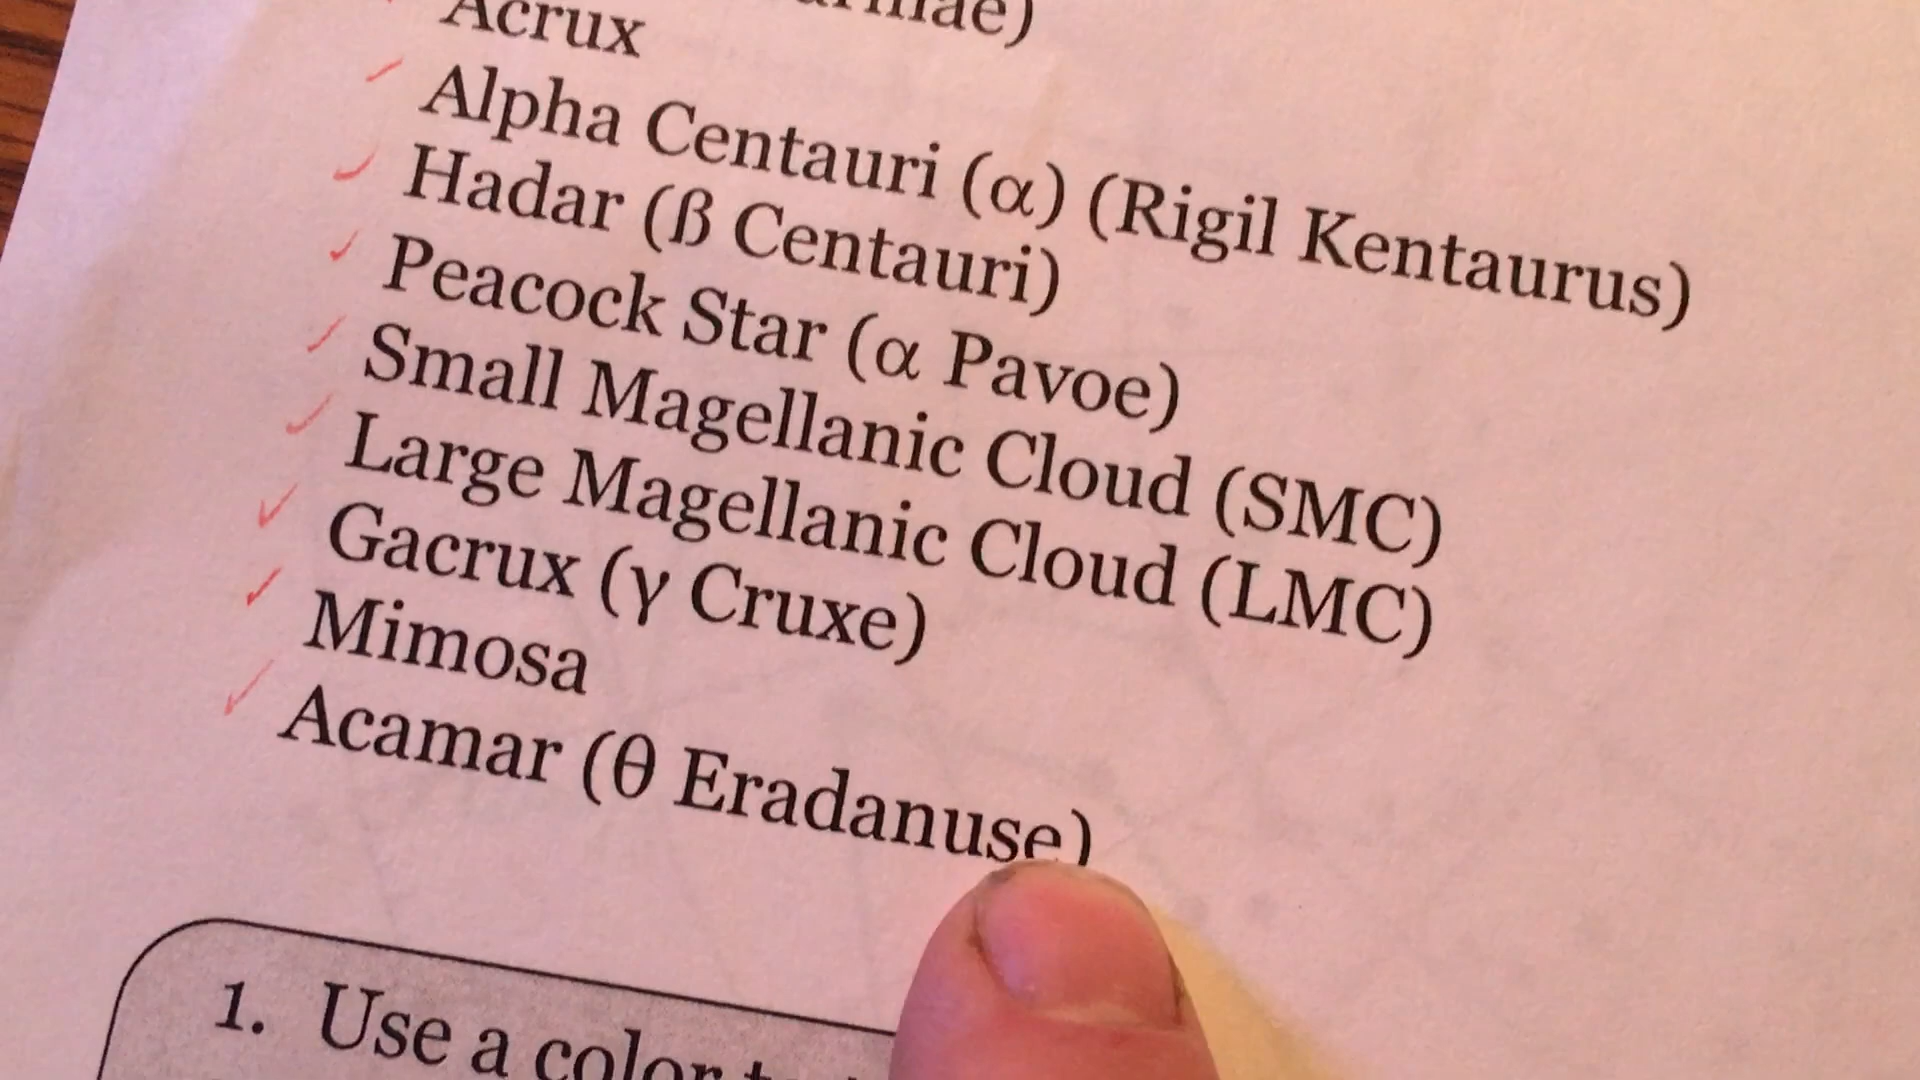 Acrux
Alpha Centauri (α) (Rigil Kentaurus)
Hadar (ß Centauri)
Peacock Star (α Pavoe)
Small Magellanic Cloud (SMC)
Large Magellanic Cloud (LMC)
Gacrux (γ Cruxe)
Mimosa
Acamar (θ Eradanuse)
1. Use a color